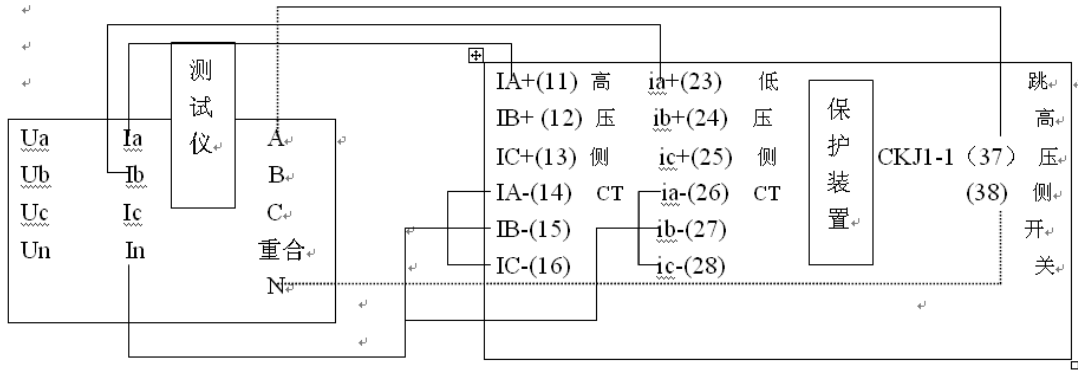 测试仪
Ua Ia A
Ub Ib B
Uc Ic C
Un In 重合
N
IA+(11) 高 ia+(23) 低 跳
IB+ (12) 压 ib+(24) 压 高
IC+(13) 侧 ic+(25) 侧 CKJ1-1（37） 压
IA-(14) CT ia-(26) CT (38) 侧
IB-(15) ib-(27) 开
IC-(16) ic-(28) 关
保护装置